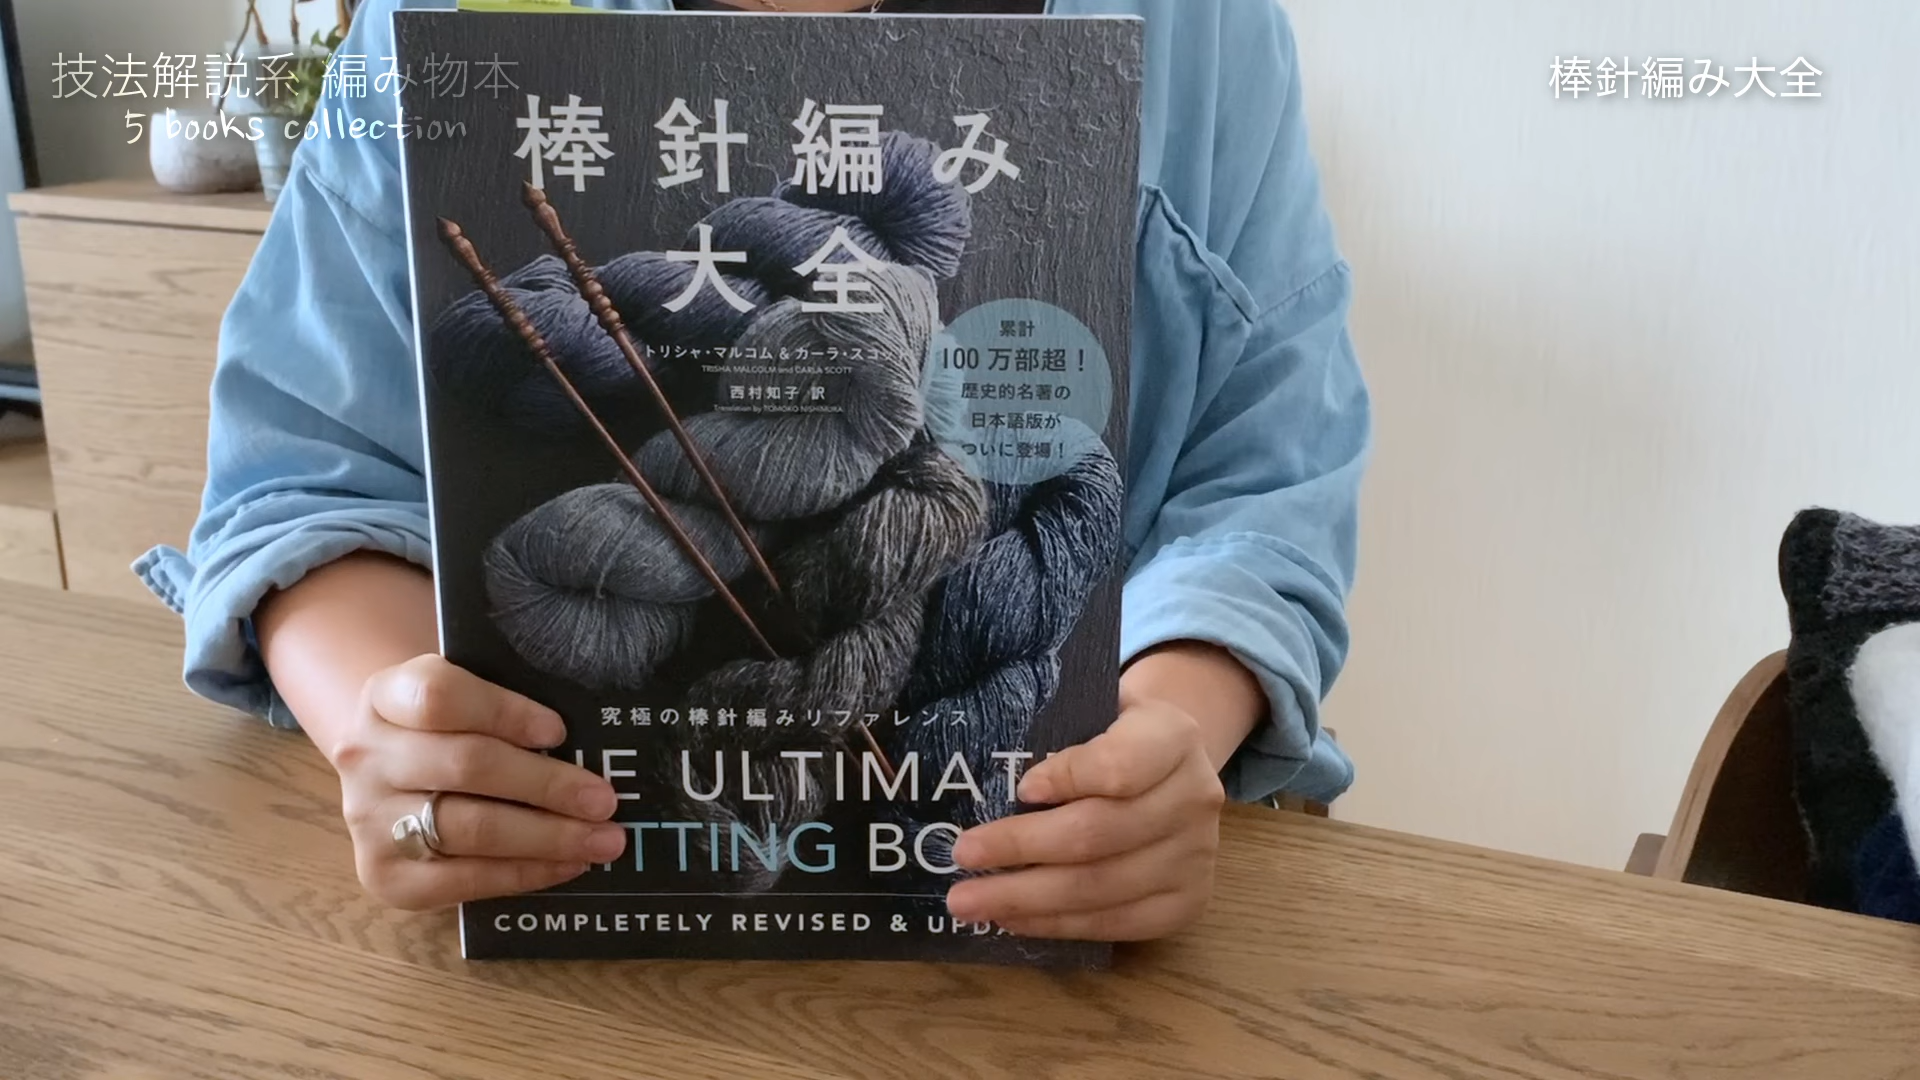 技法解説系 編み物本
5 books collection
棒針編み大全
棒針編み
大全
トリシャ・マルコム & カーラ・スコット
TRISHA MALCOLM and CARLA SCOTT
西村知子 訳
Translation by TOMOKO NISHIMURA
累計
100万部超!
歴史的名著の
日本語版が
ついに登場!
究極の棒針編みリファレンス
ULTIMAT
TTING
COMPLETELY REVISED &